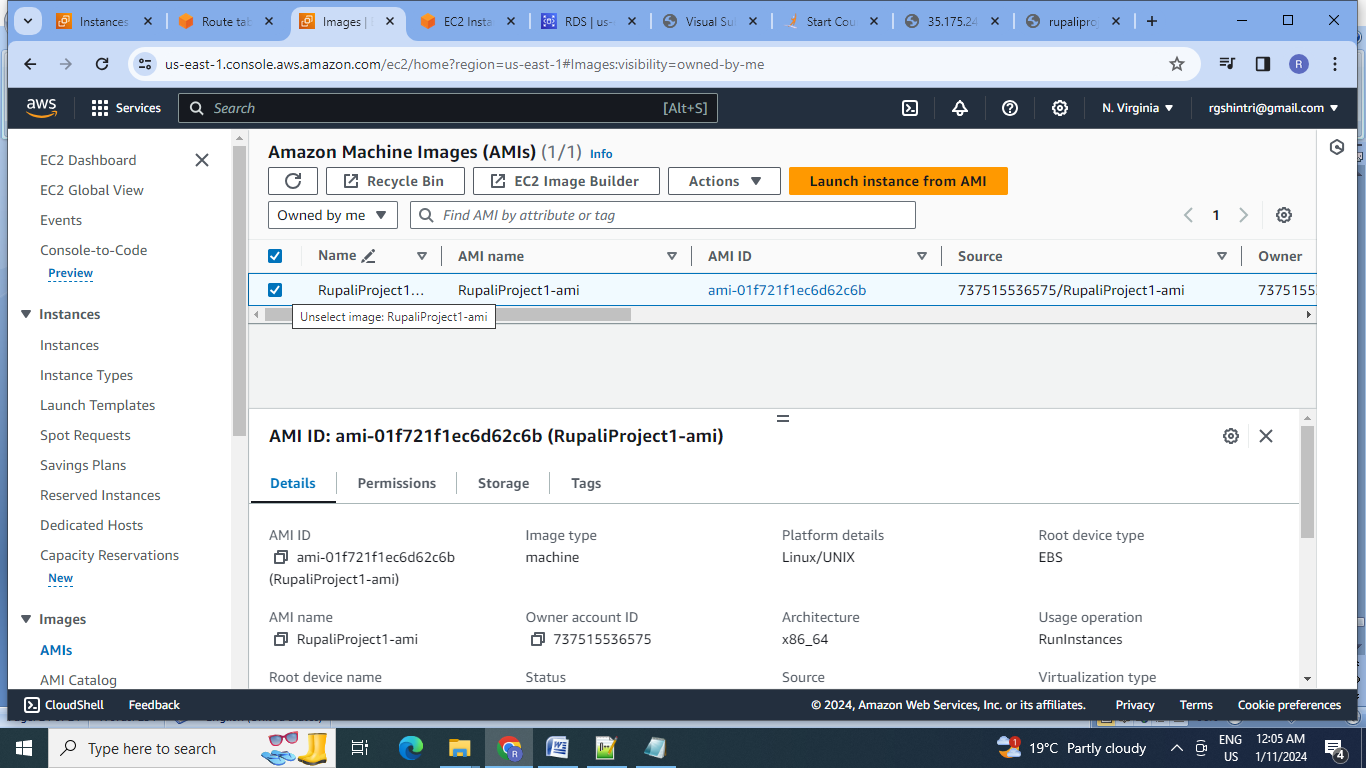 Instances
Route ta
Images |
EC2 Insta
RDS | us-
Visual Su
Start Cou
35.175.24
rupaliproj
us-east-1.console.aws.amazon.com/ec2/home?region=us-east-1#Images:visibility=owned-by-me
R
aws
Services
Search
[Alt+S]
N. Virginia
rgshintri@gmail.com
EC2 Dashboard
EC2 Global View
Events
Console-to-Code
Preview
Instances
Instances
Instance Types
Launch Templates
Spot Requests
Savings Plans
Reserved Instances
Dedicated Hosts
Capacity Reservations
New
Images
AMIs
AMI Catalog
Amazon Machine Images (AMIs) (1/1) Info
Recycle Bin
EC2 Image Builder
Actions
Launch instance from AMI
Owned by me
Find AMI by attribute or tag
1
Name
AMI name
AMI ID
Source
Owner
RupaliProject1...
RupaliProject1-ami
ami-01f721f1ec6d62c6b
737515536575/RupaliProject1-ami
737515
Unselect image: RupaliProject1-ami
AMI ID: ami-01f721f1ec6d62c6b (RupaliProject1-ami)
Details
Permissions
Storage
Tags
AMI ID
Image type
Platform details
Root device type
ami-01f721f1ec6d62c6b
(RupaliProject1-ami)
machine
Linux/UNIX
EBS
AMI name
Owner account ID
Architecture
Usage operation
RupaliProject1-ami
737515536575
x86_64
RunInstances
Root device name
Status
Source
Virtualization type
CloudShell
Feedback
© 2024, Amazon Web Services, Inc. or its affiliates.
Privacy
Terms
Cookie preferences
Type here to search
19°C Partly cloudy
ENG
US
12:05 AM
1/11/2024
4